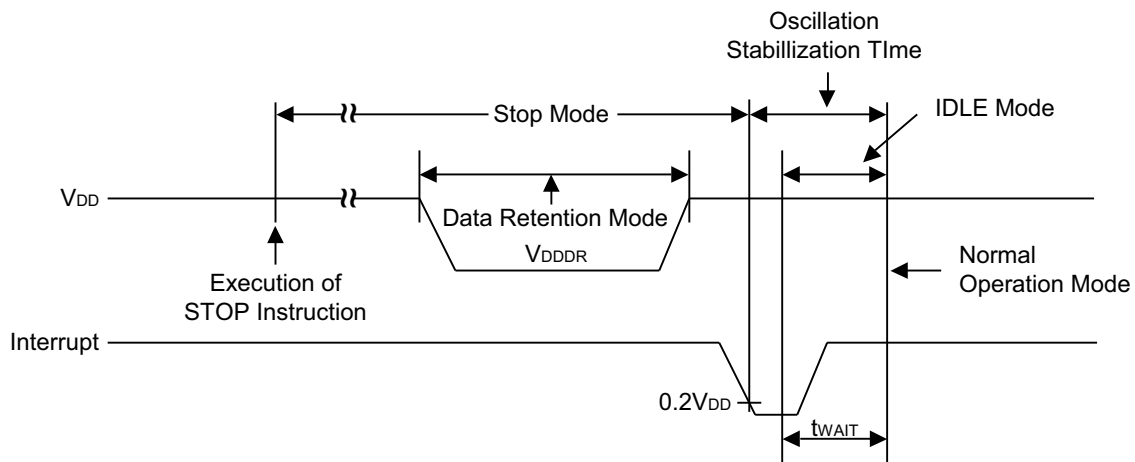 Oscillation
Stabillization TIme
Stop Mode
IDLE Mode
VDD
Data Retention Mode
VDDDR
Execution of
STOP Instruction
Normal
Operation Mode
Interrupt
0.2VDD
tWAIT